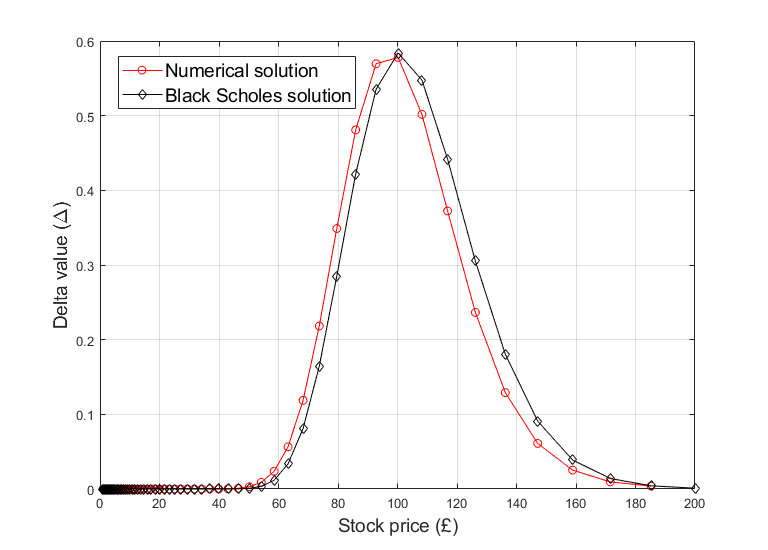 0.6
0.5
0.4
0.3
0.2
0.1
0
Numerical solution
Black Scholes solution
Delta value (Δ)
0 20 40 60 80 100 120 140 160 180 200
Stock price (£)